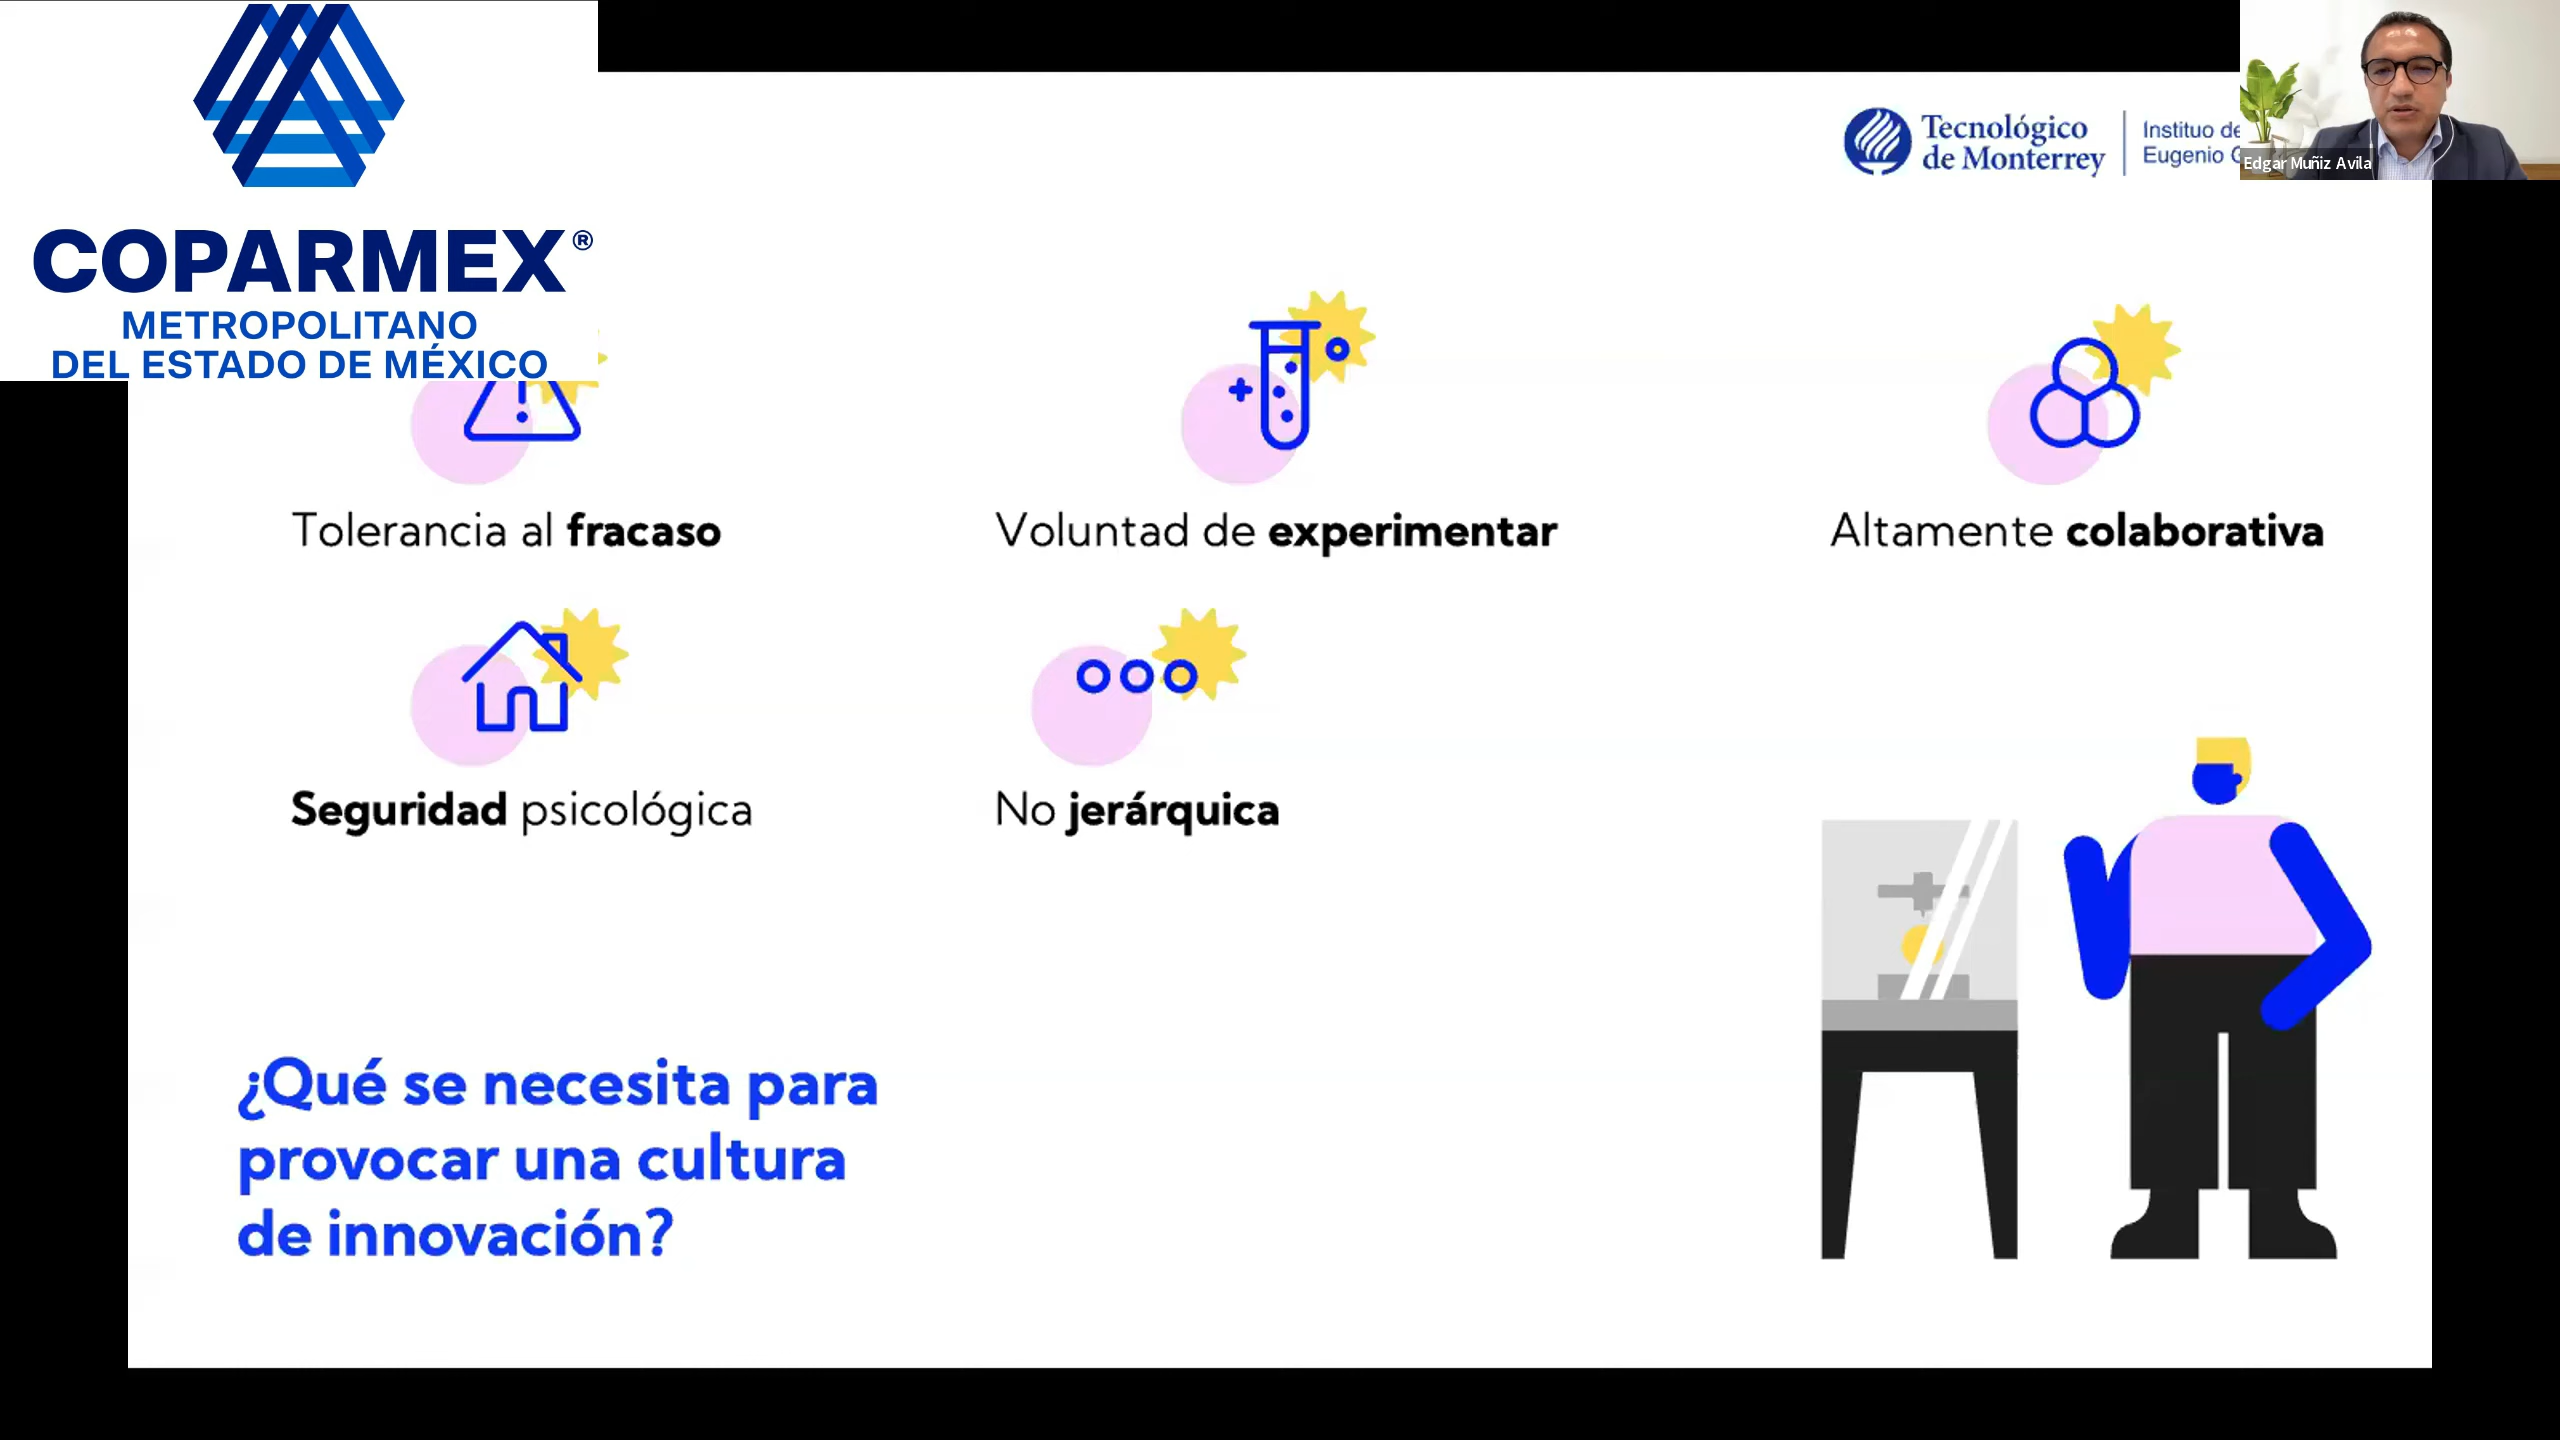 COPARMEX®
METROPOLITANO
DEL ESTADO DE MÉXICO
Tecnológico
de Monterrey
Instituo de
Eugenio
Edgar Muñiz Avila
Tolerancia al fracaso
Voluntad de experimentar
Altamente colaborativa
Seguridad psicológica
No jerárquica
¿Qué se necesita para
provocar una cultura
de innovación?